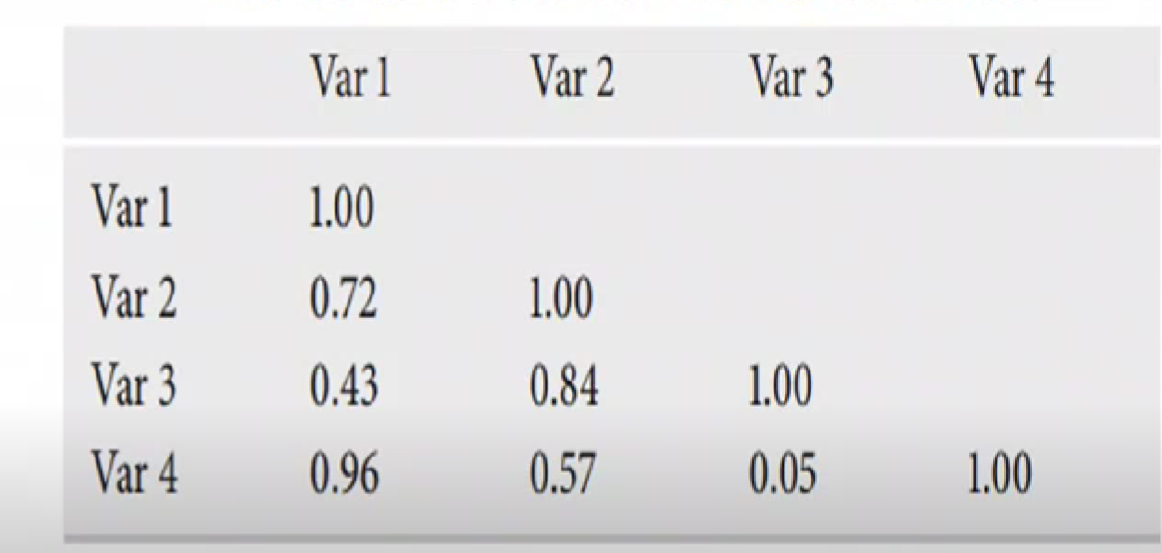 Var 1 Var 2 Var 3 Var 4
Var 1 1.00
Var 2 0.72 1.00
Var 3 0.43 0.84 1.00
Var 4 0.96 0.57 0.05 1.00